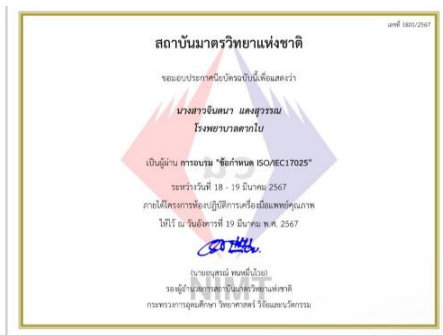 เลขที่ 1801/2567
สถาบันมาตรวิทยาแห่งชาติ
ขอมอบประกาศนียบัตรฉบับนี้เพื่อแสดงว่า
นางสาวจินตนา แดงสุวรรณ
โรงพยาบาลตากใบ
เป็นผู้ผ่าน การอบรม "ข้อกำหนด ISO/IEC17025"
ระหว่างวันที่ 18 - 19 มีนาคม 2567
ภายใต้โครงการห้องปฏิบัติการเครื่องมือแพทย์คุณภาพ
ให้ไว้ ณ วันอังคารที่ 19 มีนาคม พ.ศ. 2567
(นายอนุสรณ์ ทนหมื่นไวย)
รองผู้อำนวยการสถาบันมาตรวิทยาแห่งชาติ
กระทรวงการอุดมศึกษา วิทยาศาสตร์ วิจัยและนวัตกรรม
มว
NIMT